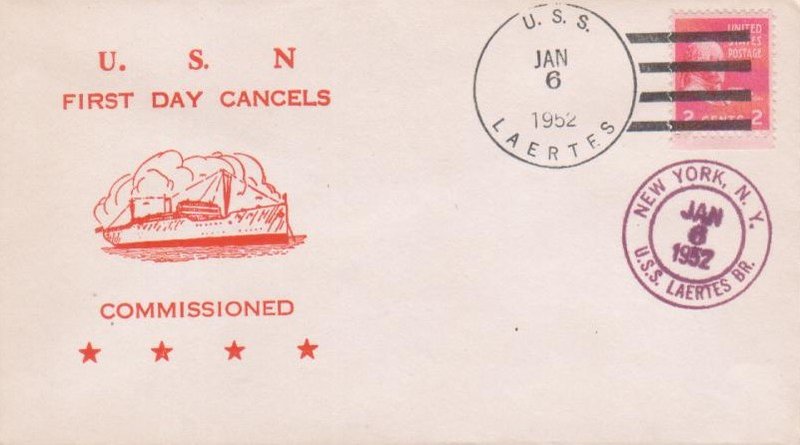 U. S. N
FIRST DAY CANCELS
COMMISSIONED
U. S. S.
JAN
6
1952
LAERTES
UNITED
STATES
POSTAGE
2 CENTS 2
NEW YORK, N. Y.
JAN
6
1952
U.S.S. LAERTES BR.